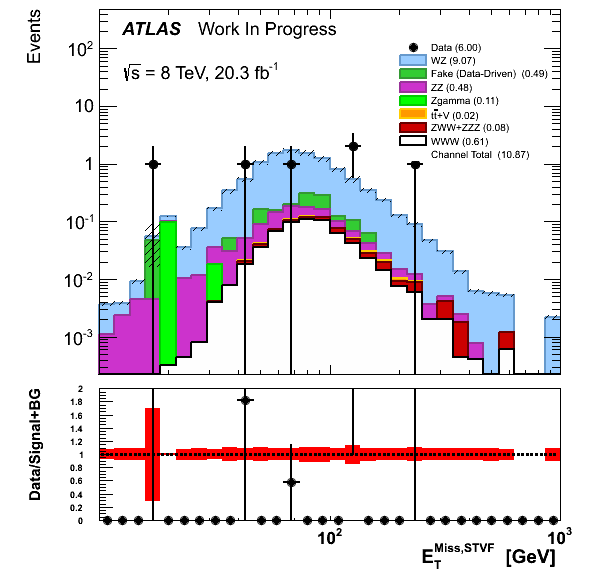 Events
ATLAS Work In Progress
√s = 8 TeV, 20.3 fb⁻¹
Data (6.00)
WZ (9.07)
Fake (Data-Driven) (0.49)
ZZ (0.48)
Zgamma (0.11)
tt̄+V (0.02)
ZWW+ZZZ (0.08)
WWW (0.61)
Channel Total (10.87)
10²
10
1
10⁻¹
10⁻²
10⁻³
Data/Signal+BG
2
1.8
1.6
1.4
1.2
1
0.8
0.6
0.4
0.2
0
10²
10³
E_T^Miss,STVF [GeV]